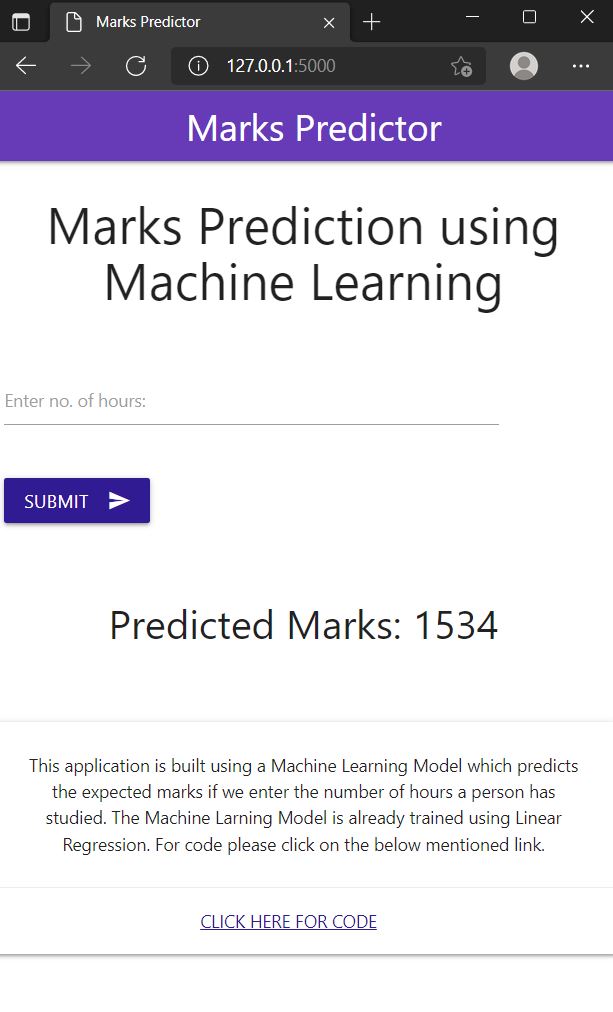 Marks Predictor
127.0.0.1:5000
Marks Predictor
Marks Prediction using
Machine Learning
Enter no. of hours:
SUBMIT
Predicted Marks: 1534
This application is built using a Machine Learning Model which predicts
the expected marks if we enter the number of hours a person has
studied. The Machine Larning Model is already trained using Linear
Regression. For code please click on the below mentioned link.
CLICK HERE FOR CODE